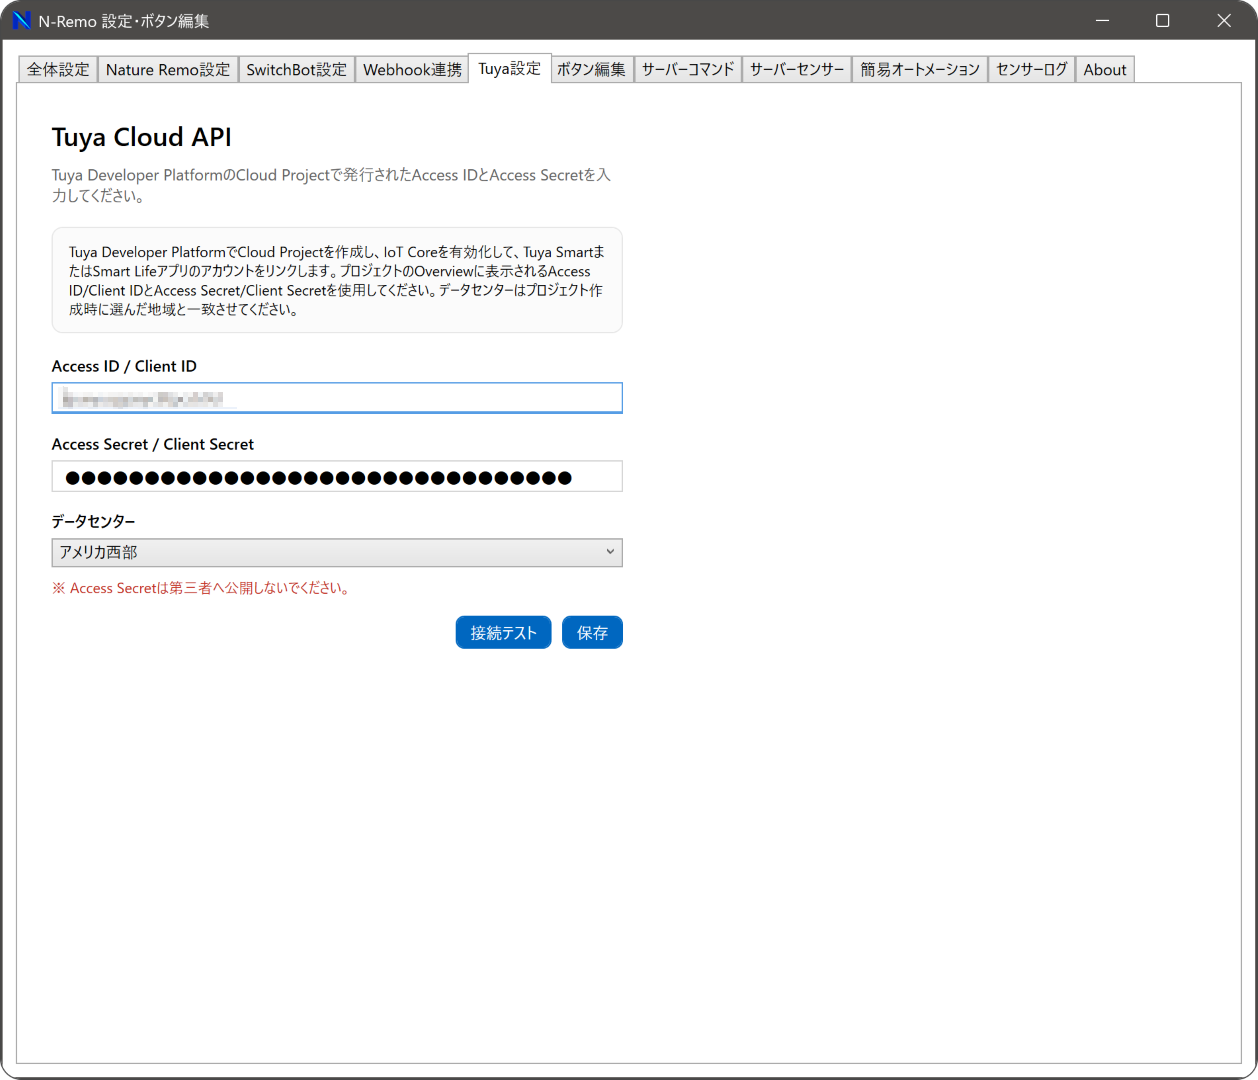 N-Remo 設定・ボタン編集
全体設定 Nature Remo設定 SwitchBot設定 Webhook連携 Tuya設定 ボタン編集 サーバーコマンド サーバーセンサー 簡易オートメーション センサーログ About
Tuya Cloud API
Tuya Developer PlatformのCloud Projectで発行されたAccess IDとAccess Secretを入
力してください。
Tuya Developer PlatformでCloud Projectを作成し、IoT Coreを有効化して、Tuya Smartま
たはSmart Lifeアプリのアカウントをリンクします。プロジェクトのOverviewに表示されるAccess
ID/Client IDとAccess Secret/Client Secretを使用してください。データセンターはプロジェクト作
成時に選んだ地域と一致させてください。
Access ID / Client ID
Access Secret / Client Secret
●●●●●●●●●●●●●●●●●●●●●●●●●●●●●●●●
データセンター
アメリカ西部
※ Access Secretは第三者へ公開しないでください。
接続テスト 保存